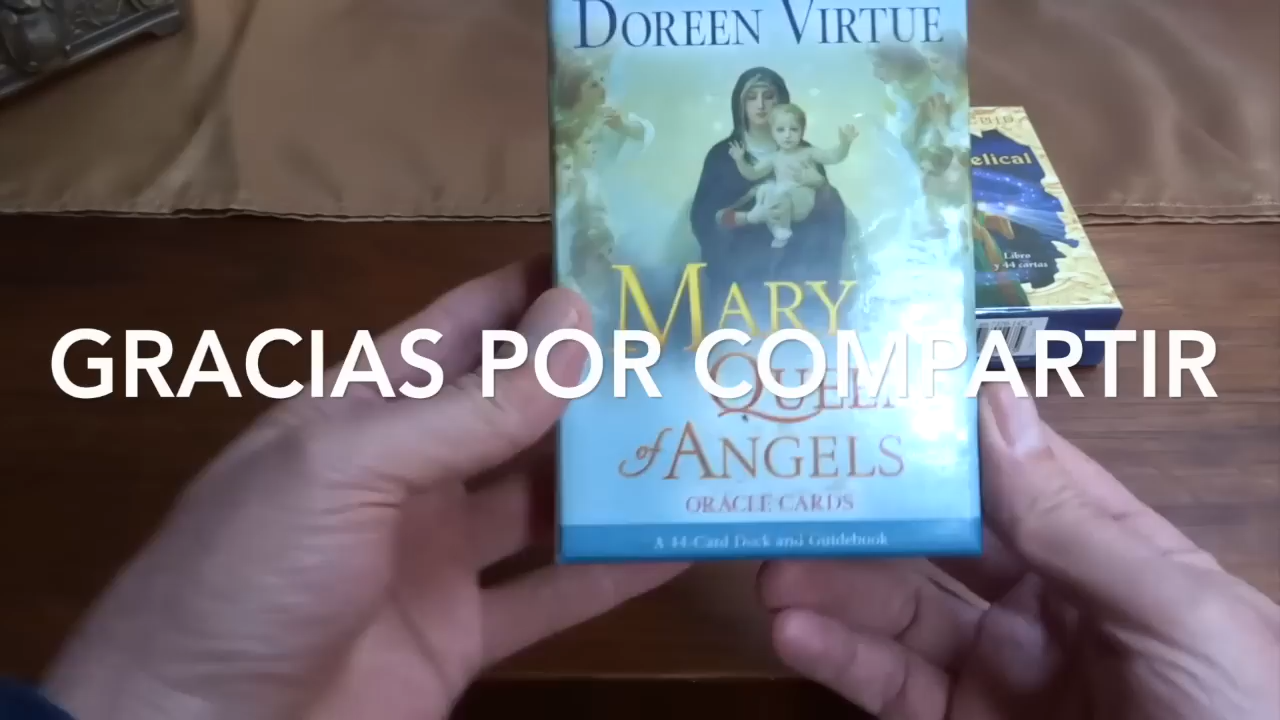 DOREEN VIRTUE
elical
Libro
y 44 cartas
MARY
GRACIAS POR COMPARTIR
QUEEN
of ANGELS
ORACLE CARDS
A 44-Card Deck and Guidebook